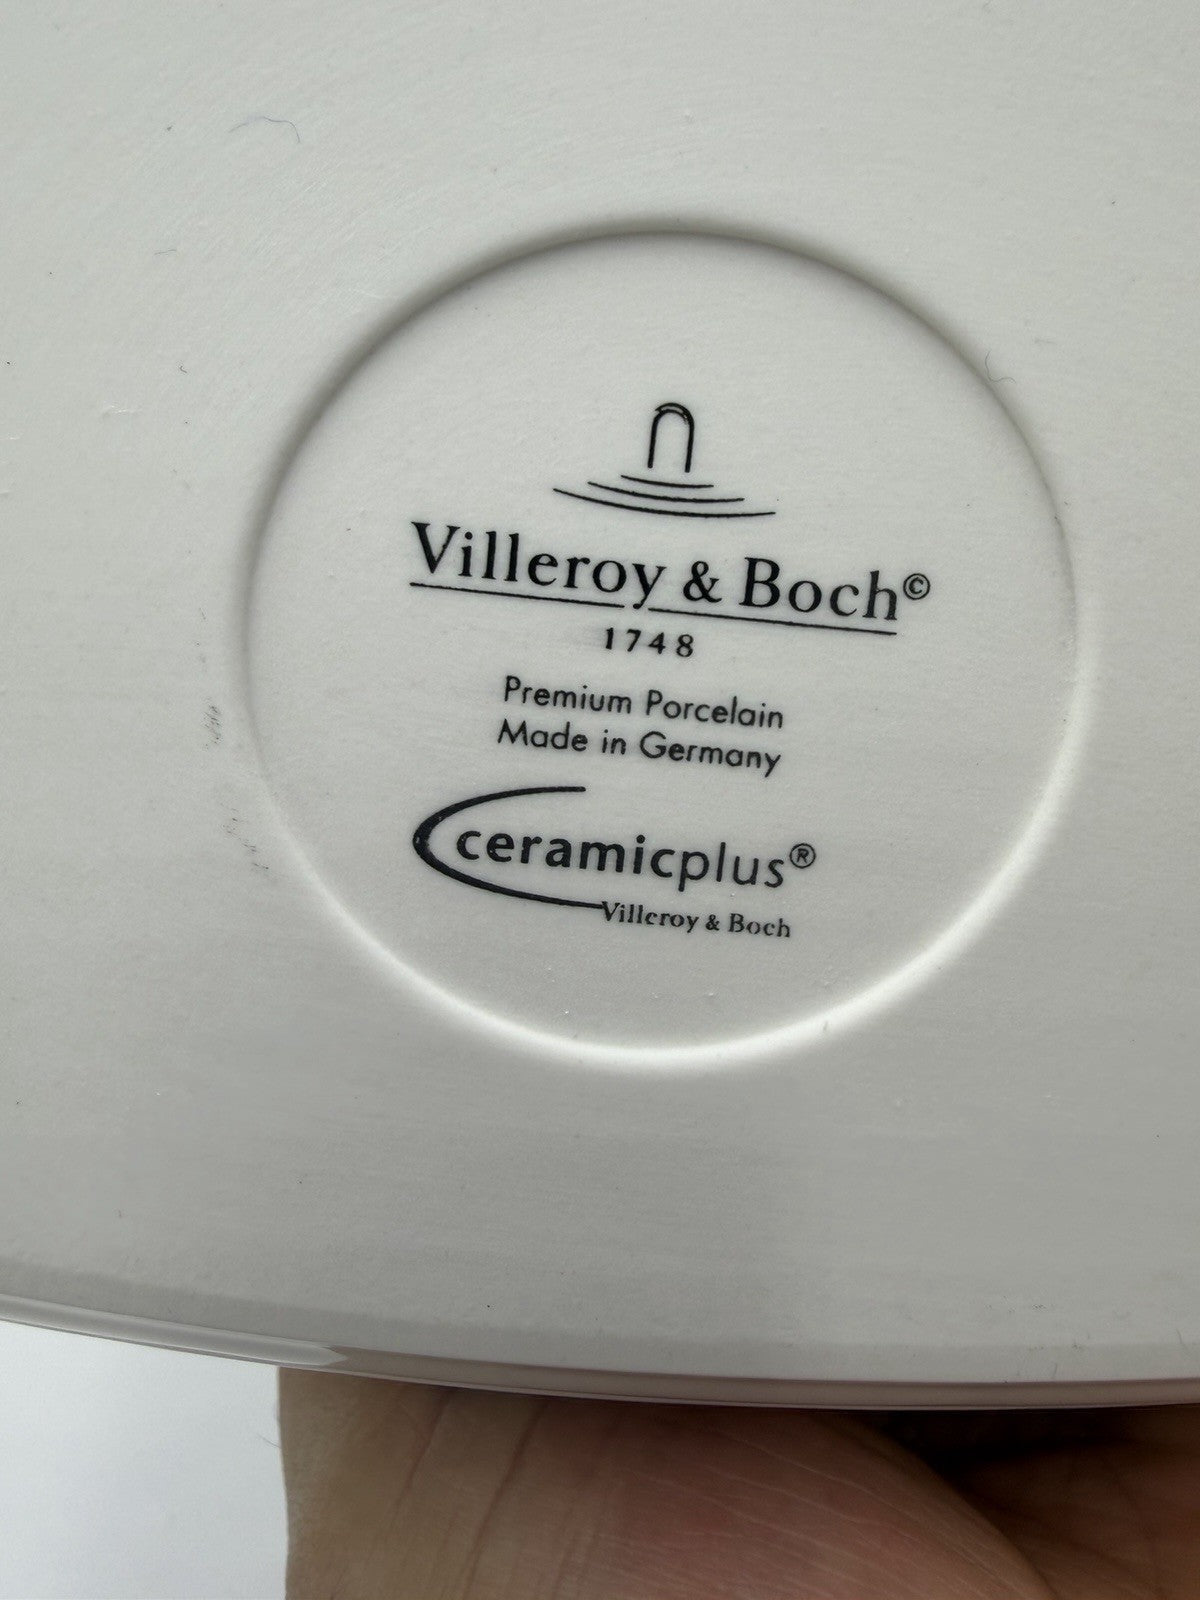 Villeroy & Boch©
1748
Premium Porcelain
Made in Germany
ceramicplus®
Villeroy & Boch